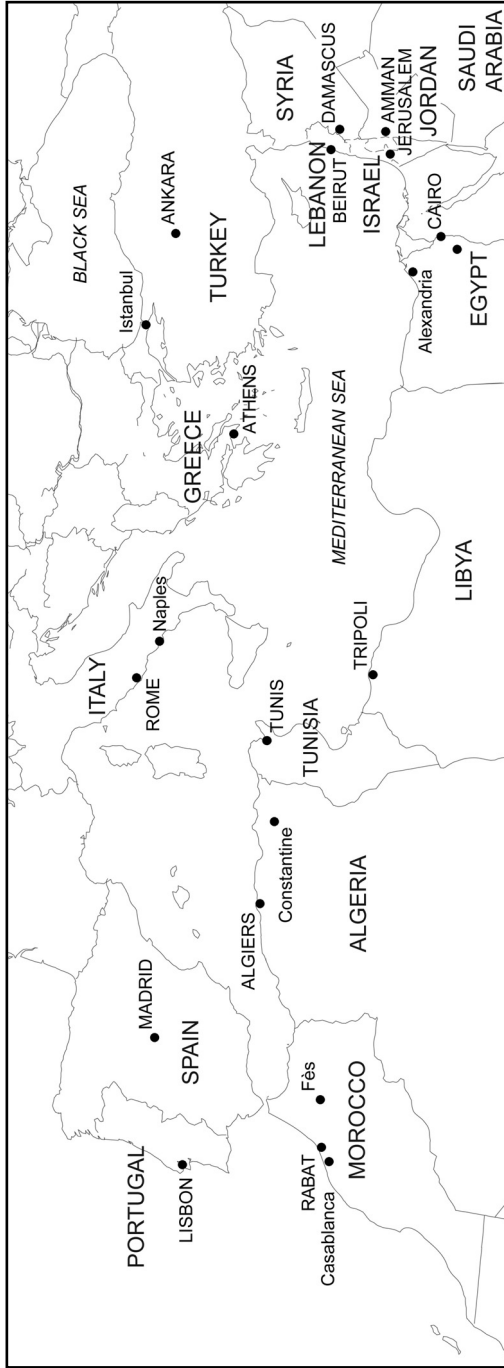 BLACK SEA
ITALY
PORTUGAL
ROME
Naples
Istanbul
ANKARA
MADRID
LISBON
SPAIN
GREECE
ATHENS
TURKEY
SYRIA
ALGIERS
Constantine
TUNIS
TUNISIA
MEDITERRANEAN SEA
LEBANON
BEIRUT
DAMASCUS
RABAT
Casablanca
Fès
MOROCCO
ALGERIA
TRIPOLI
LIBYA
Alexandria
ISRAEL
AMMAN
JERUSALEM
JORDAN
CAIRO
EGYPT
SAUDI
ARABIA